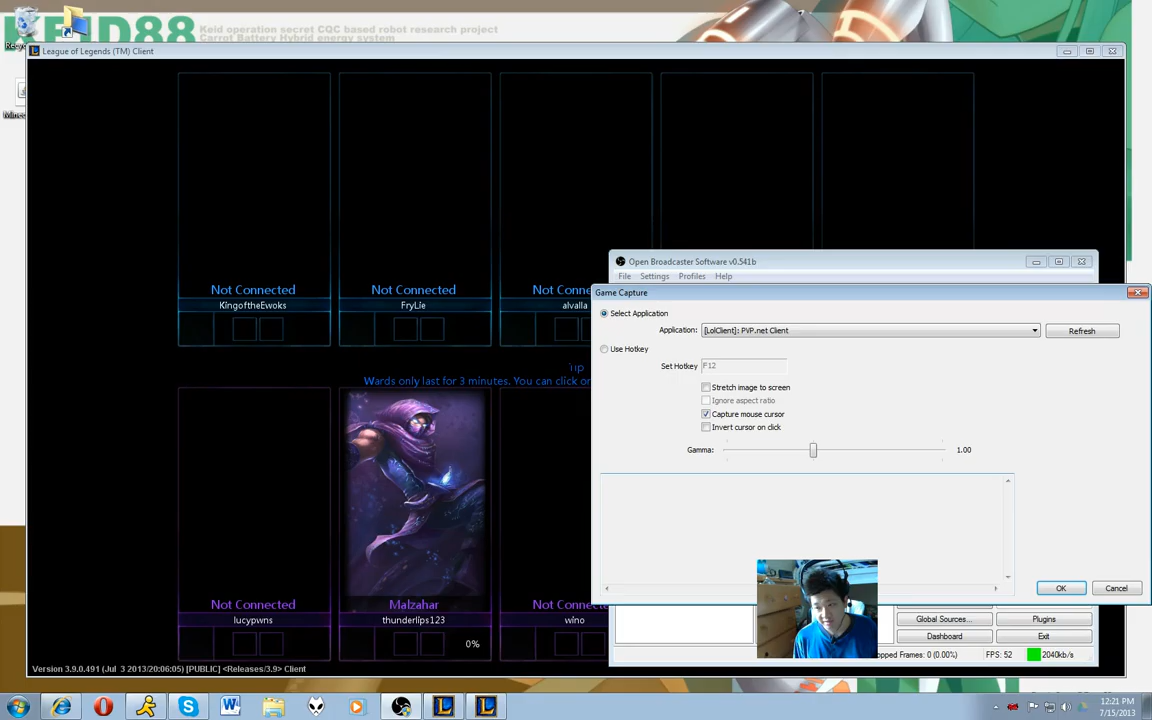 KEID88
Keid operation secret CQC based robot research project
Carrot Battery Hybrid energy system
League of Legends (TM) Client
Not Connected
KingoftheEwoks
Not Connected
FryLie
alvalla
Wards only last for 3 minutes. You can click or
Not Connected
lucypwns
Malzahar
thunderlips123
0%
wino
Version 3.9.0.491 (Jul 3 2013/20:06:05) [PUBLIC] <Releases/3.9> Client
Open Broadcaster Software v0.541b
File Settings Profiles Help
Game Capture
Select Application
Application: [LolClient]: PVP.net Client Refresh
Use Hotkey
Set Hotkey F12
Stretch image to screen
Ignore aspect ratio
Capture mouse cursor
Invert cursor on click
Gamma: 1.00
OK Cancel
Global Sources... Plugins
Dashboard Exit
Frames: 0 (0.00%) FPS: 52 2040kb/s
12:21 PM
7/15/2013